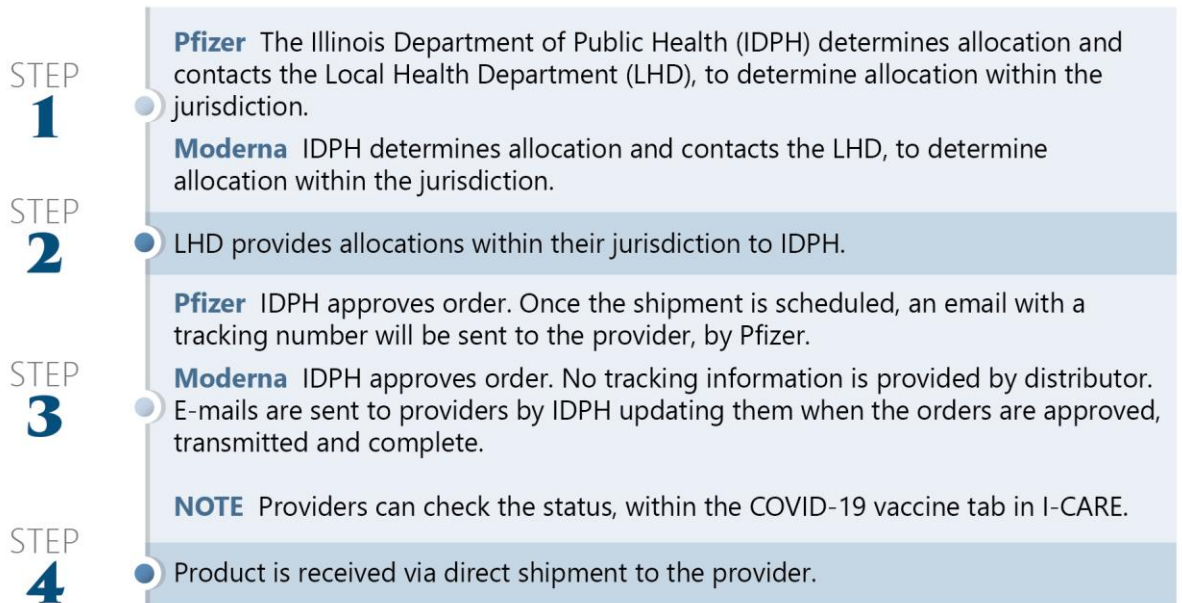 STEP
1
Pfizer The Illinois Department of Public Health (IDPH) determines allocation and
contacts the Local Health Department (LHD), to determine allocation within the
jurisdiction.
Moderna IDPH determines allocation and contacts the LHD, to determine
allocation within the jurisdiction.
STEP
2
LHD provides allocations within their jurisdiction to IDPH.
STEP
3
Pfizer IDPH approves order. Once the shipment is scheduled, an email with a
tracking number will be sent to the provider, by Pfizer.
Moderna IDPH approves order. No tracking information is provided by distributor.
E-mails are sent to providers by IDPH updating them when the orders are approved,
transmitted and complete.
NOTE Providers can check the status, within the COVID-19 vaccine tab in I-CARE.
STEP
4
Product is received via direct shipment to the provider.